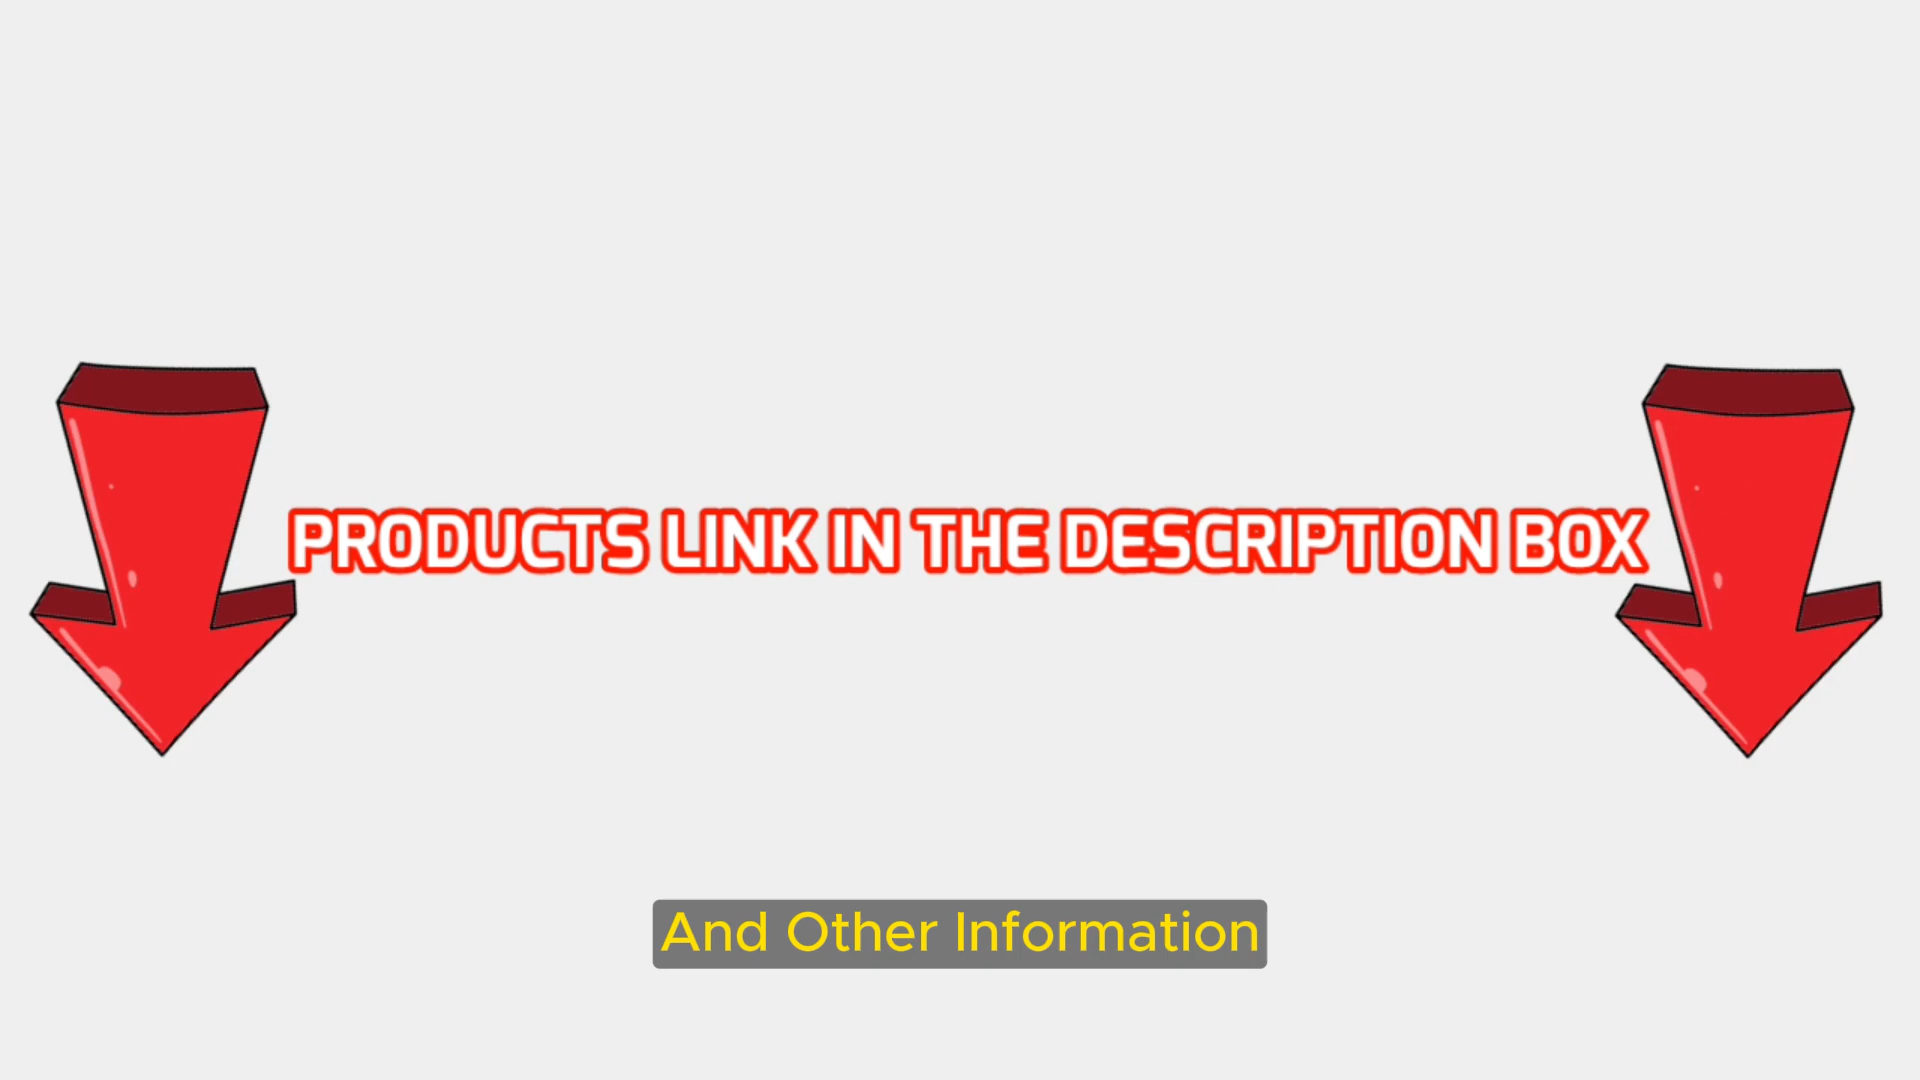 PRODUCTS LINK IN THE DESCRIPTION BOX
And Other Information